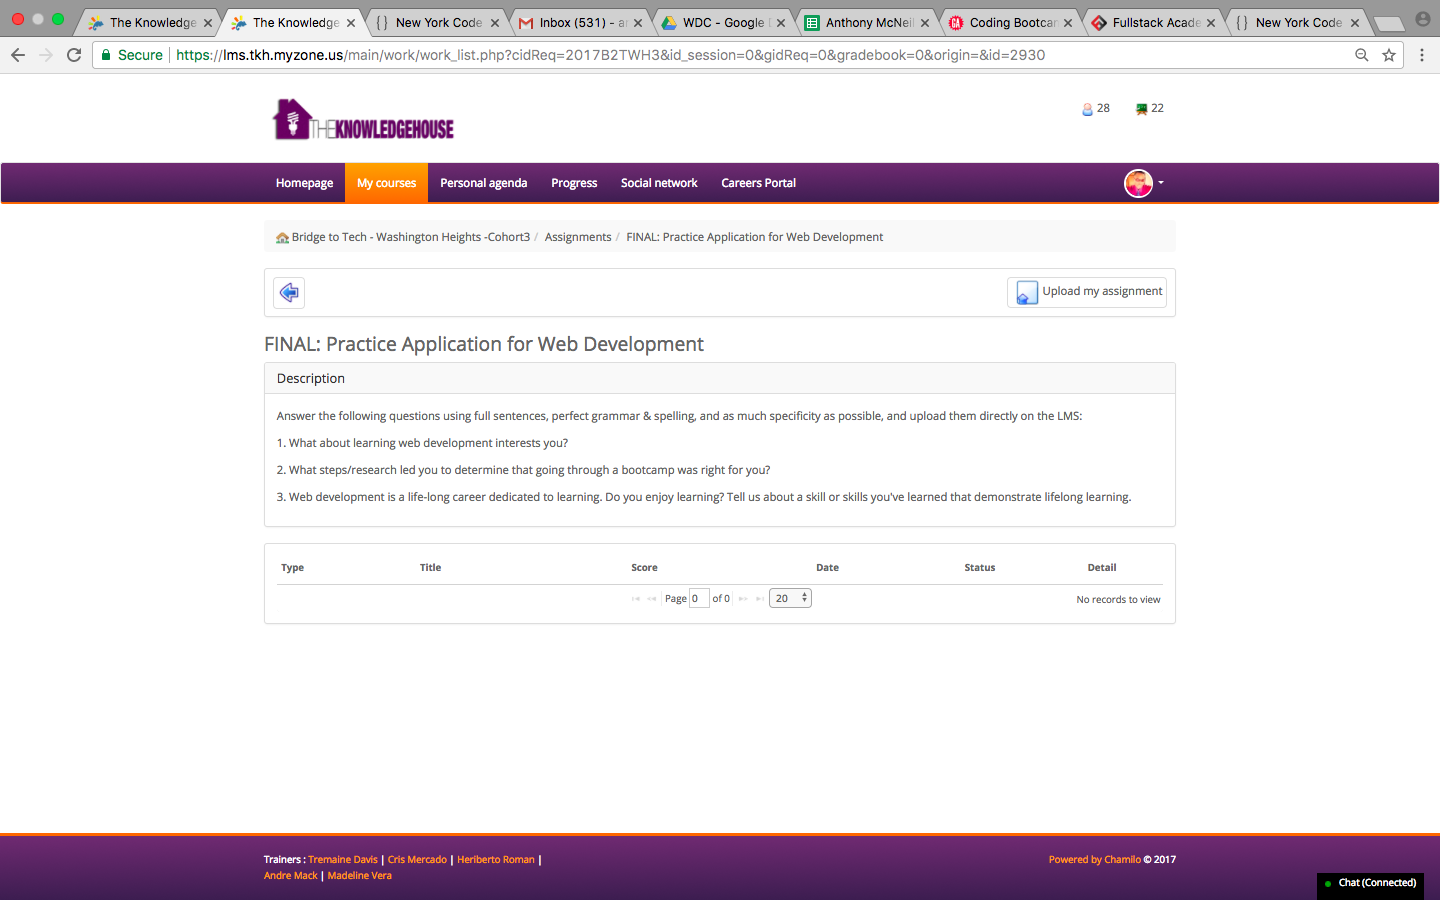 The Knowledge
The Knowledge
{ } New York Code
Inbox (531) - a
WDC - Google
Anthony McNeil
Coding Bootca
Fullstack Acade
{ } New York Code
Secure https://lms.tkh.myzone.us/main/work/work_list.php?cidReq=2017B2TWH3&id_session=0&gidReq=0&gradebook=0&origin=&id=2930
THEKNOWLEDGEHOUSE
28 22
Homepage My courses Personal agenda Progress Social network Careers Portal
Bridge to Tech - Washington Heights -Cohort3 / Assignments / FINAL: Practice Application for Web Development
Upload my assignment
FINAL: Practice Application for Web Development
Description
Answer the following questions using full sentences, perfect grammar & spelling, and as much specificity as possible, and upload them directly on the LMS:
1. What about learning web development interests you?
2. What steps/research led you to determine that going through a bootcamp was right for you?
3. Web development is a life-long career dedicated to learning. Do you enjoy learning? Tell us about a skill or skills you've learned that demonstrate lifelong learning.
Type Title Score Date Status Detail
Page 0 of 0 20 No records to view
Trainers : Tremaine Davis | Cris Mercado | Heriberto Roman |
Andre Mack | Madeline Vera
Powered by Chamilo © 2017
Chat (Connected)